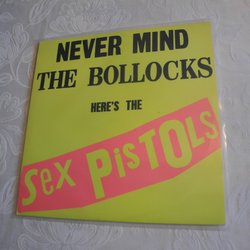 NEVER MIND
THE BOLLOCKS
HERE'S THE
Sex PiSTOLS